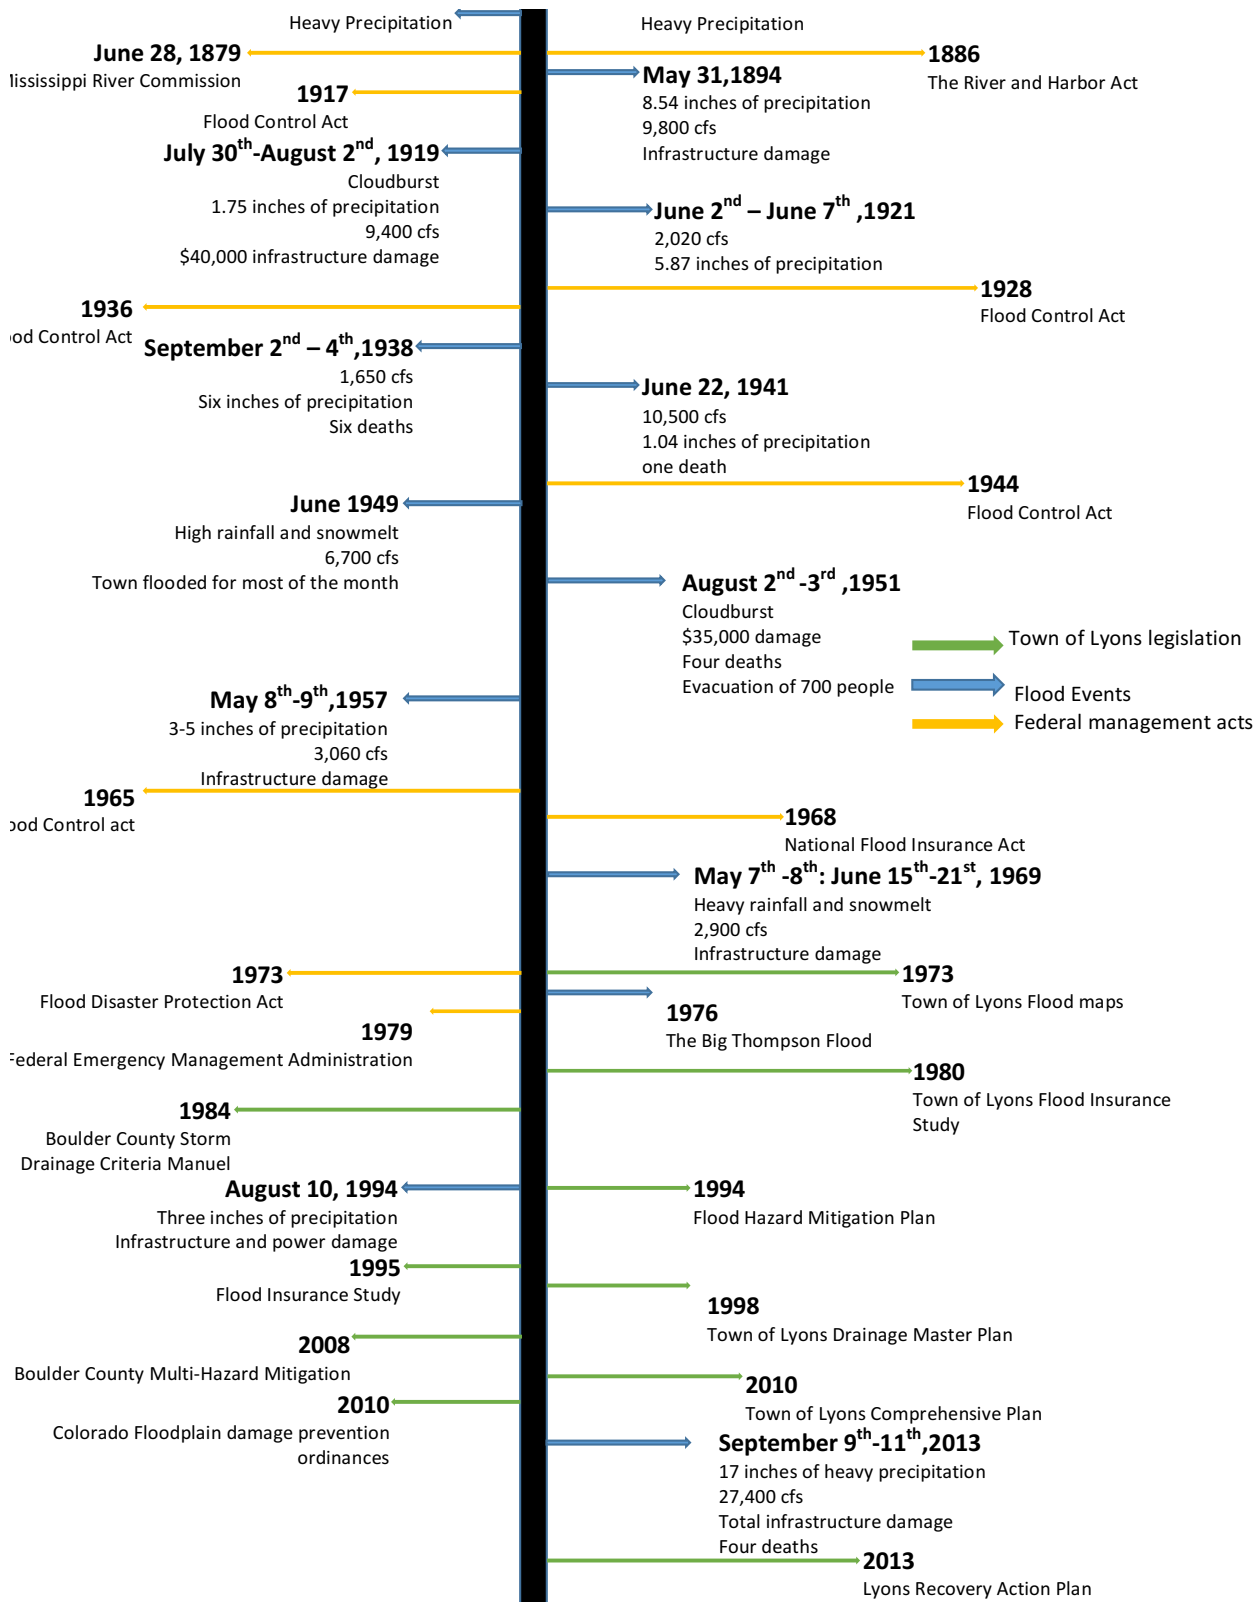 Heavy Precipitation
Heavy Precipitation
June 28, 1879
Mississippi River Commission
1886
The River and Harbor Act
May 31,1894
8.54 inches of precipitation
9,800 cfs
Infrastructure damage
1917
Flood Control Act
July 30th-August 2nd, 1919
Cloudburst
1.75 inches of precipitation
9,400 cfs
$40,000 infrastructure damage
June 2nd – June 7th ,1921
2,020 cfs
5.87 inches of precipitation
1928
Flood Control Act
1936
ood Control Act
September 2nd – 4th,1938
1,650 cfs
Six inches of precipitation
Six deaths
June 22, 1941
10,500 cfs
1.04 inches of precipitation
one death
1944
Flood Control Act
June 1949
High rainfall and snowmelt
6,700 cfs
Town flooded for most of the month
August 2nd -3rd ,1951
Cloudburst
$35,000 damage
Four deaths
Evacuation of 700 people
Town of Lyons legislation
Flood Events
Federal management acts
May 8th-9th,1957
3-5 inches of precipitation
3,060 cfs
Infrastructure damage
1965
ood Control act
1968
National Flood Insurance Act
May 7th -8th: June 15th-21st, 1969
Heavy rainfall and snowmelt
2,900 cfs
Infrastructure damage
1973
Flood Disaster Protection Act
1973
Town of Lyons Flood maps
1976
The Big Thompson Flood
1979
Federal Emergency Management Administration
1980
Town of Lyons Flood Insurance
Study
1984
Boulder County Storm
Drainage Criteria Manuel
August 10, 1994
Three inches of precipitation
Infrastructure and power damage
1994
Flood Hazard Mitigation Plan
1995
Flood Insurance Study
1998
Town of Lyons Drainage Master Plan
2008
Boulder County Multi-Hazard Mitigation
2010
Town of Lyons Comprehensive Plan
2010
Colorado Floodplain damage prevention
ordinances
September 9th-11th,2013
17 inches of heavy precipitation
27,400 cfs
Total infrastructure damage
Four deaths
2013
Lyons Recovery Action Plan